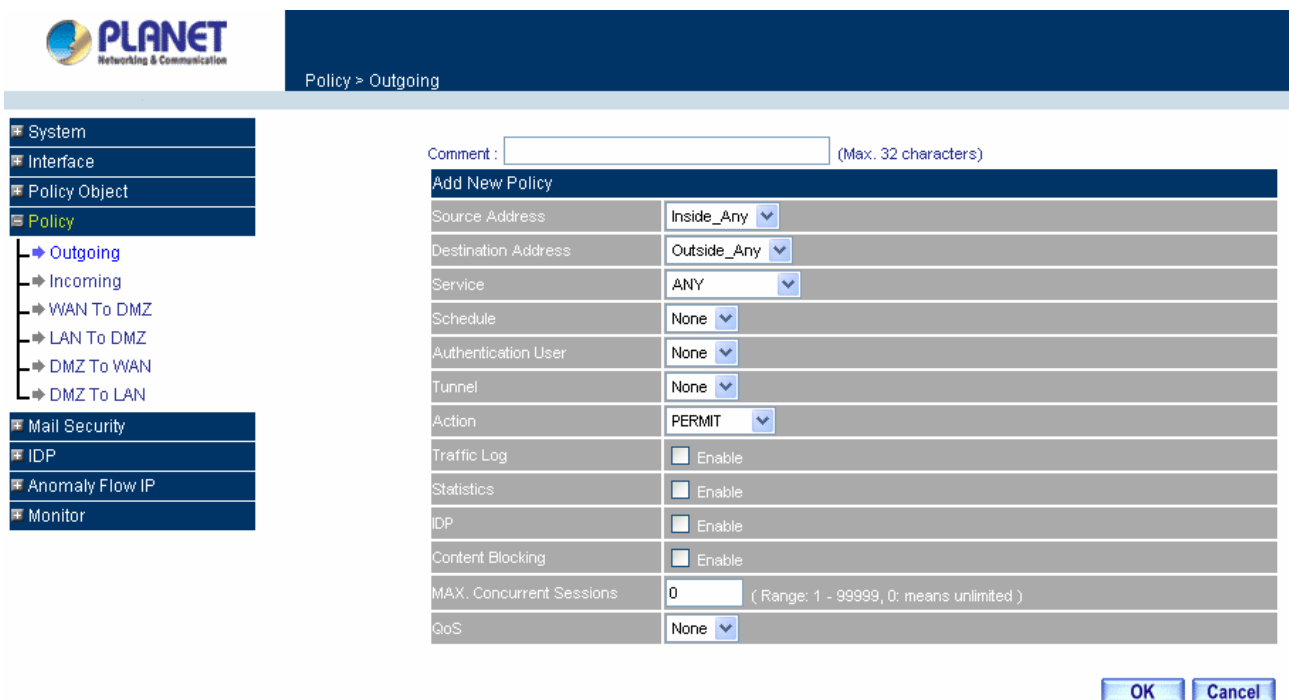 PLANET
Networking & Communication
Policy > Outgoing
System
Interface
Policy Object
Policy
Outgoing
Incoming
WAN To DMZ
LAN To DMZ
DMZ To WAN
DMZ To LAN
Mail Security
IDP
Anomaly Flow IP
Monitor
Comment : (Max. 32 characters)
Add New Policy
Source Address Inside_Any
Destination Address Outside_Any
Service ANY
Schedule None
Authentication User None
Tunnel None
Action PERMIT
Traffic Log Enable
Statistics Enable
IDP Enable
Content Blocking Enable
MAX. Concurrent Sessions 0 ( Range: 1 - 99999, 0: means unlimited )
QoS None
OK Cancel